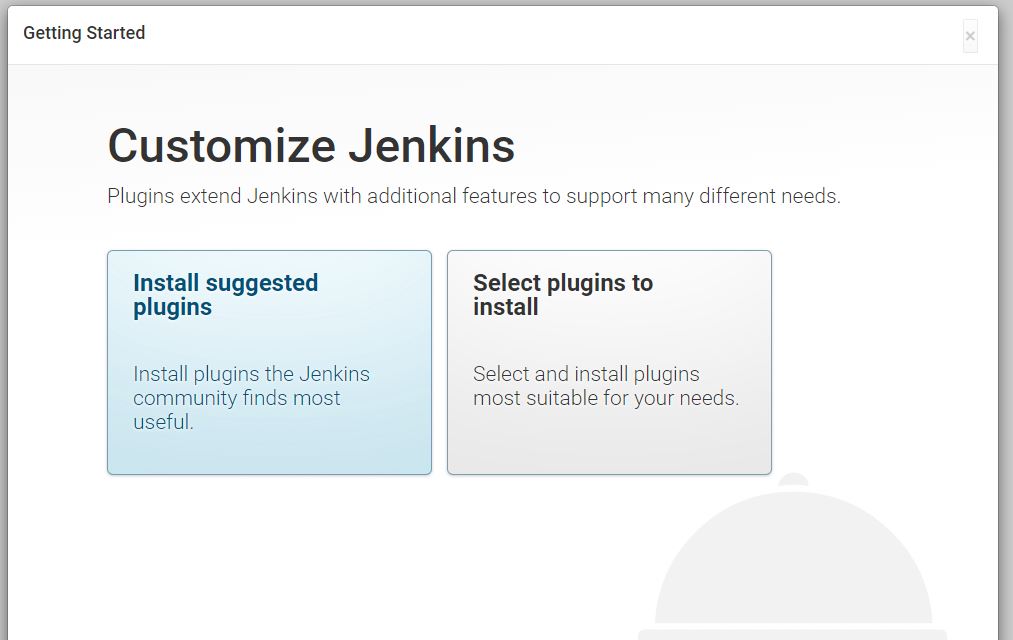 Getting Started
×
Customize Jenkins
Plugins extend Jenkins with additional features to support many different needs.
Install suggested
plugins
Install plugins the Jenkins
community finds most
useful.
Select plugins to
install
Select and install plugins
most suitable for your needs.